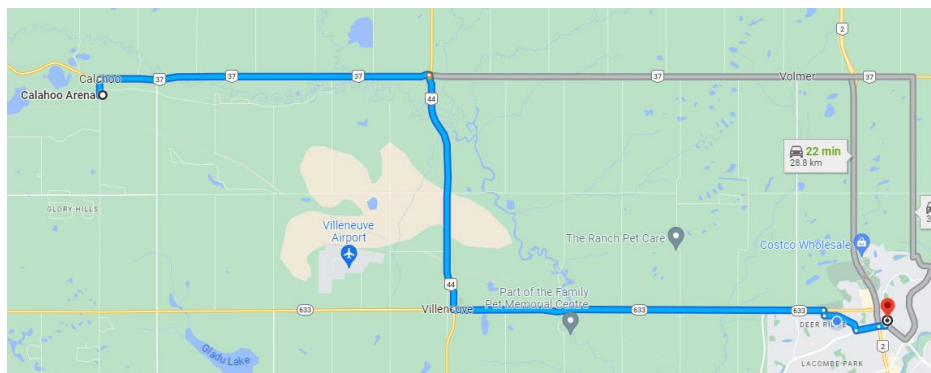 2
Calahoo
37
37
37
37
Volmer
37
Calahoo Arena
44
22 min
28.8 km
GLORY HILLS
Villeneuve
Airport
The Ranch Pet Care
Costco Wholesale
3
44
Part of the Family
Pet Memorial Centre
633
Villeneuve
633
633
DEER RI
2
Gladu Lake
LACOMBE PARK